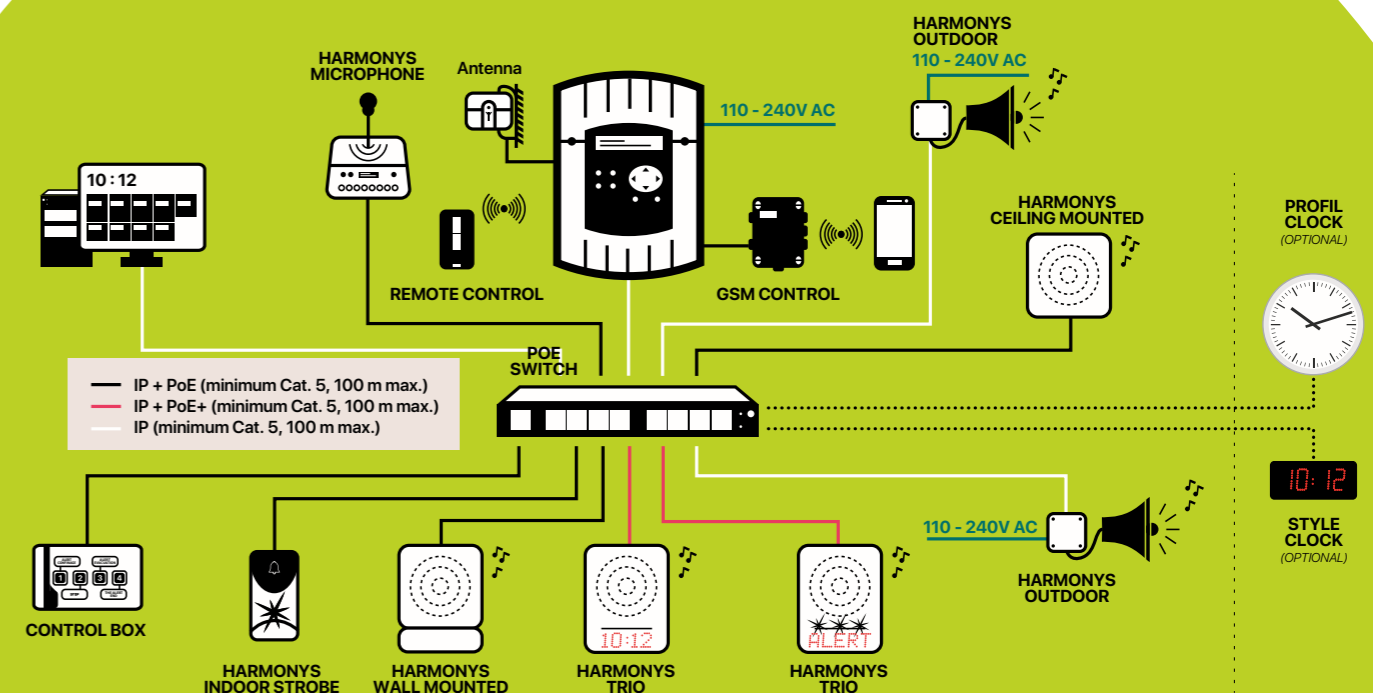 HARMONYS
OUTDOOR
110 - 240V AC
HARMONYS
MICROPHONE
Antenna
110 - 240V AC
10:12
HARMONYS
CEILING MOUNTED
PROFIL
CLOCK
(OPTIONAL)
REMOTE CONTROL
GSM CONTROL
POE
SWITCH
IP + PoE (minimum Cat. 5, 100 m max.)
IP + PoE+ (minimum Cat. 5, 100 m max.)
IP (minimum Cat. 5, 100 m max.)
10:12
STYLE
CLOCK
(OPTIONAL)
110 - 240V AC
HARMONYS
OUTDOOR
1 2 3 4
STOP
CONTROL BOX
10:12
ALERT
HARMONYS
INDOOR STROBE
HARMONYS
WALL MOUNTED
HARMONYS
TRIO
HARMONYS
TRIO